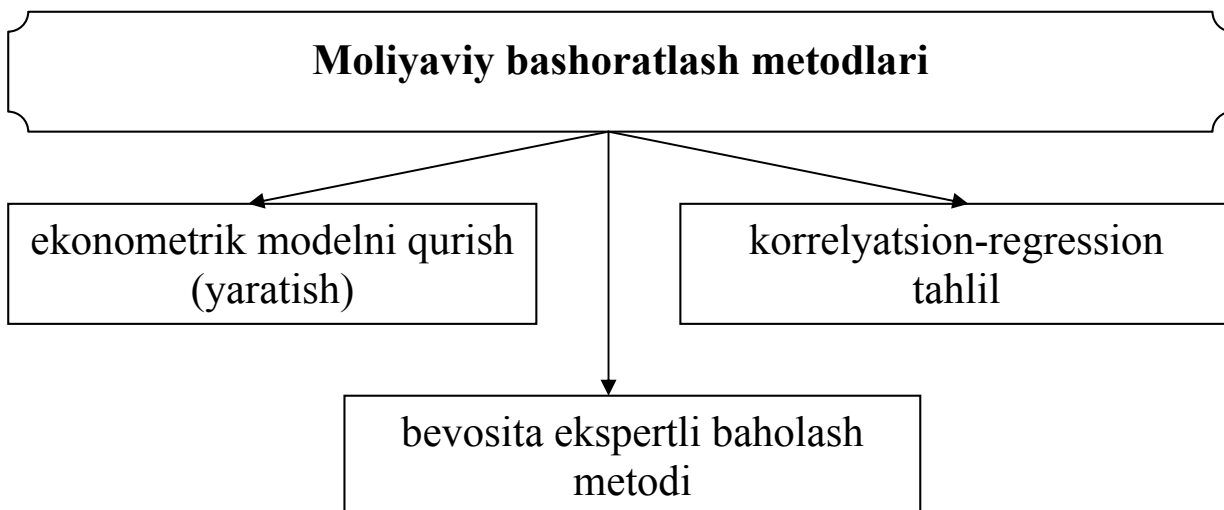 Moliyaviy bashoratlash metodlari
ekonometrik modelni qurish
(yaratish)
korrelyatsion-regression
tahlil
bevosita ekspertli baholash
metodi